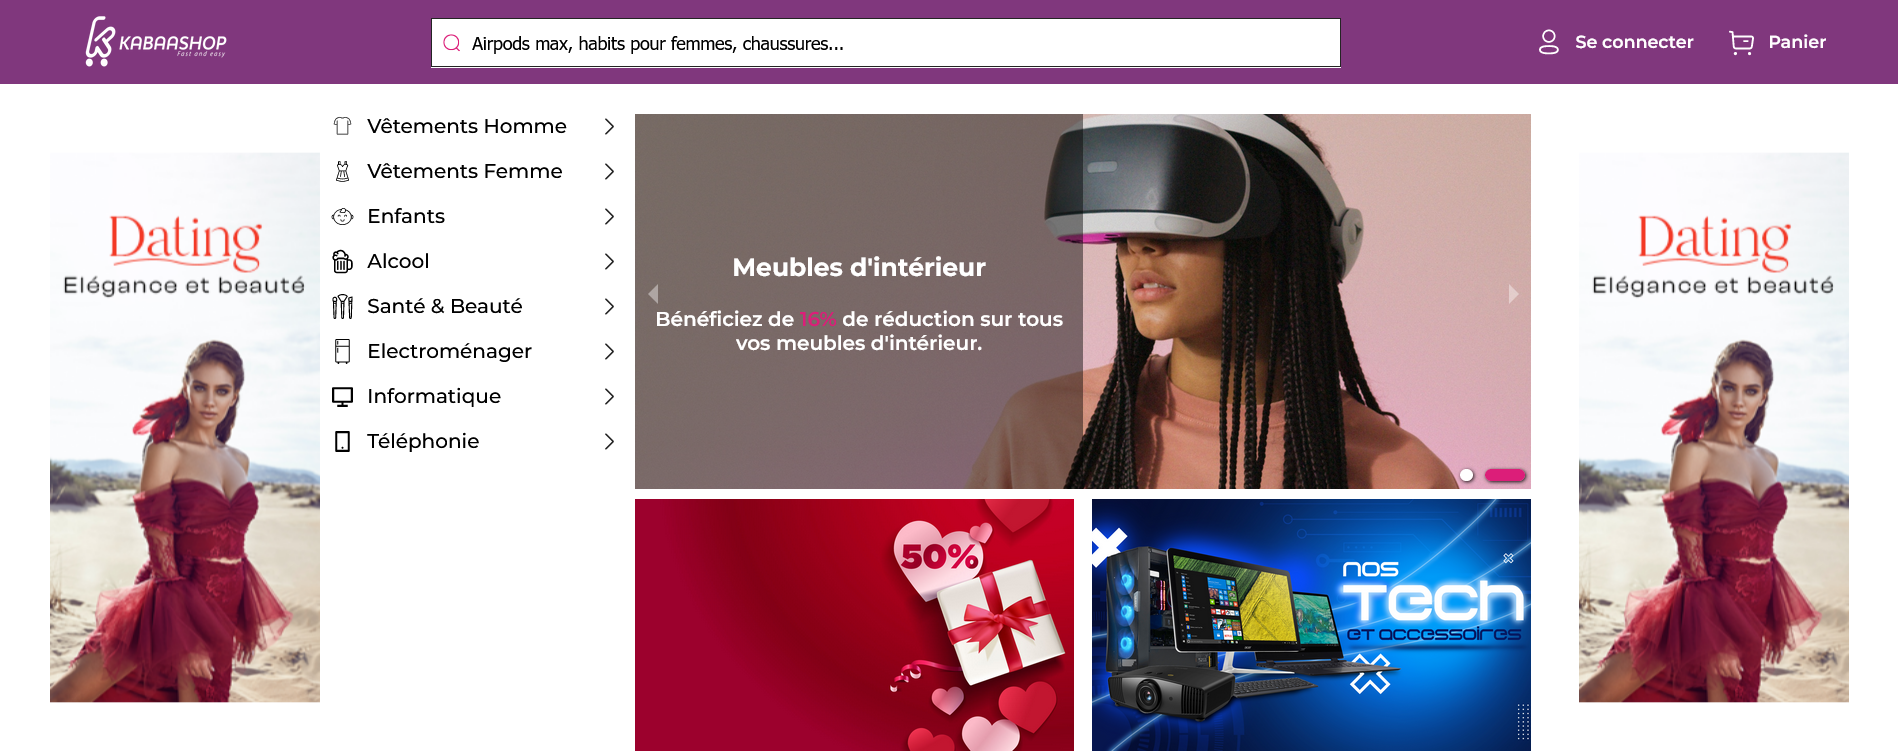 KABAASHOP
Fast and easy
Airpods max, habits pour femmes, chaussures...
Se connecter
Panier
Dating
Elégance et beauté
Vêtements Homme
Vêtements Femme
Enfants
Alcool
Santé & Beauté
Electroménager
Informatique
Téléphonie
Meubles d'intérieur
Bénéficiez de 16% de réduction sur tous
vos meubles d'intérieur.
50%
nos
Tech
et accessoires
Dating
Elégance et beauté